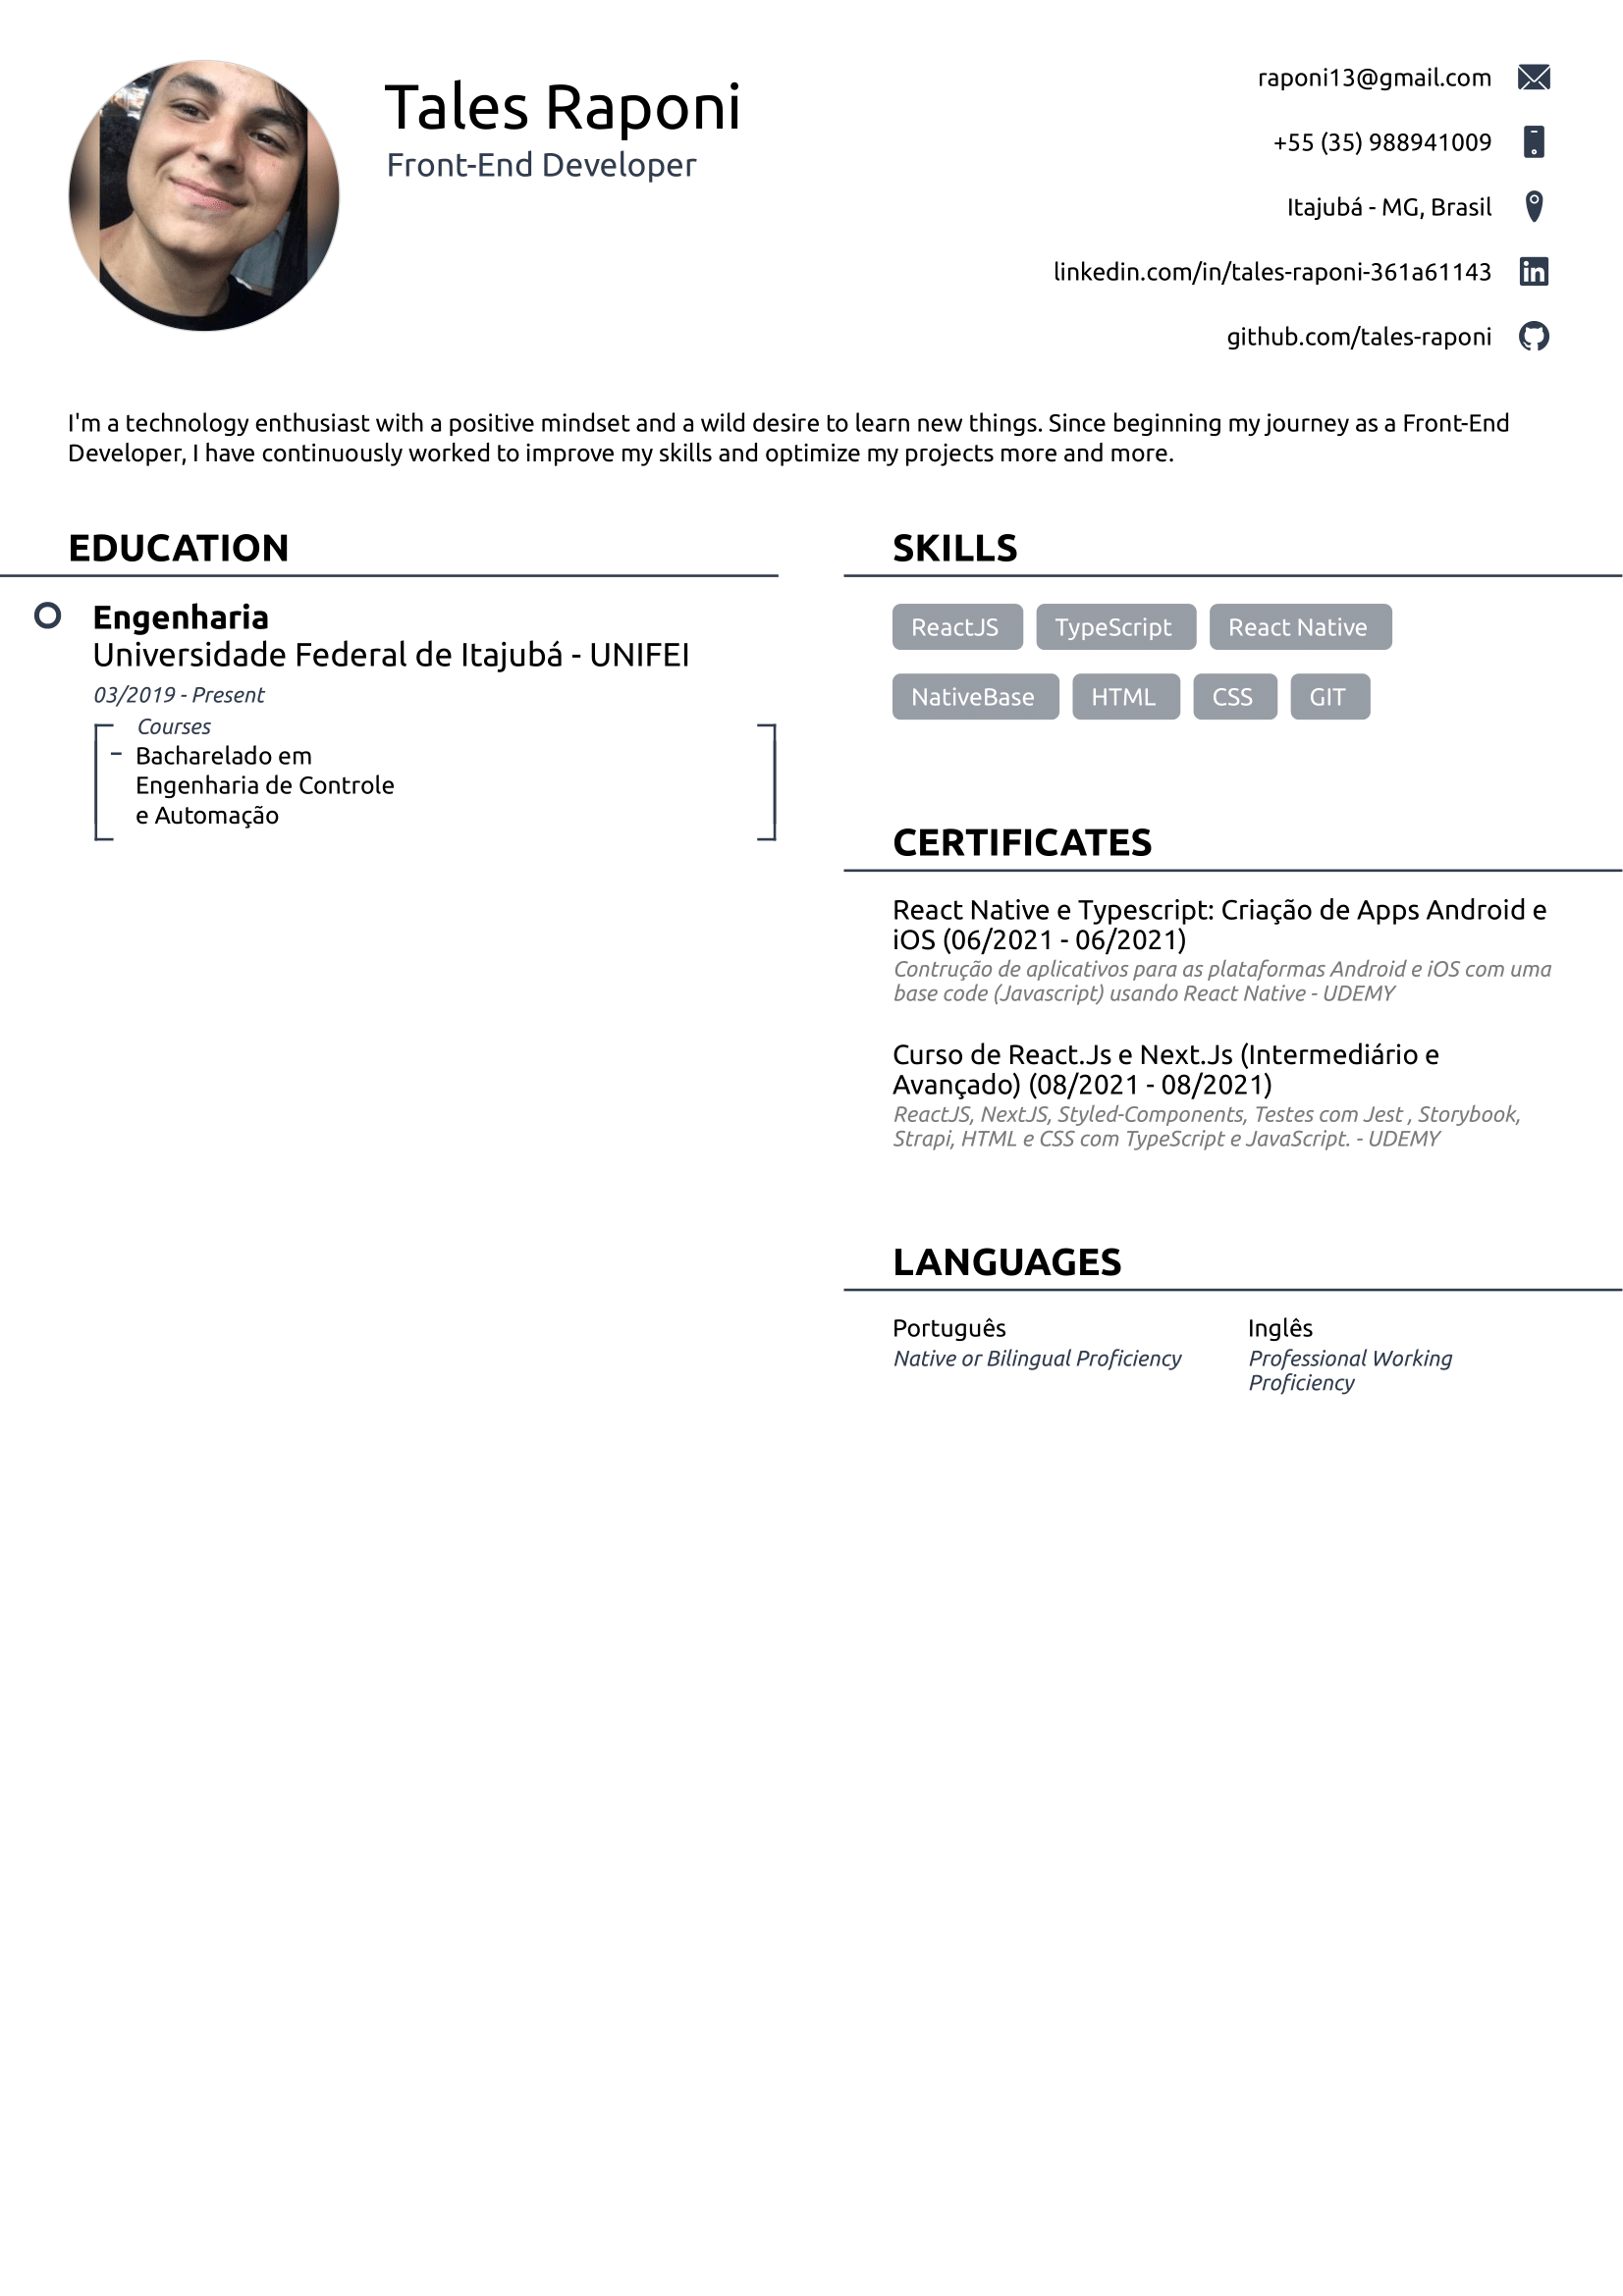 Tales Raponi
Front-End Developer
raponi13@gmail.com
+55 (35) 988941009
Itajubá - MG, Brasil
linkedin.com/in/tales-raponi-361a61143
github.com/tales-raponi
I'm a technology enthusiast with a positive mindset and a wild desire to learn new things. Since beginning my journey as a Front-End
Developer, I have continuously worked to improve my skills and optimize my projects more and more.
EDUCATION
Engenharia
Universidade Federal de Itajubá - UNIFEI
03/2019 - Present
Courses
- Bacharelado em
Engenharia de Controle
e Automação
SKILLS
ReactJS TypeScript React Native
NativeBase HTML CSS GIT
CERTIFICATES
React Native e Typescript: Criação de Apps Android e
iOS (06/2021 - 06/2021)
Contrução de aplicativos para as plataformas Android e iOS com uma
base code (Javascript) usando React Native - UDEMY
Curso de React.Js e Next.Js (Intermediário e
Avançado) (08/2021 - 08/2021)
ReactJS, NextJS, Styled-Components, Testes com Jest , Storybook,
Strapi, HTML e CSS com TypeScript e JavaScript. - UDEMY
LANGUAGES
Português
Native or Bilingual Proficiency
Inglês
Professional Working
Proficiency